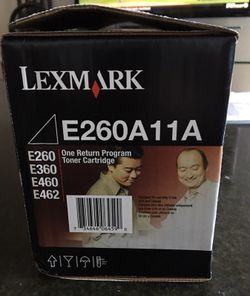 LEXMARK
E260A11A
E260
E360
E460
E462
One Return Program
Toner Cartridge